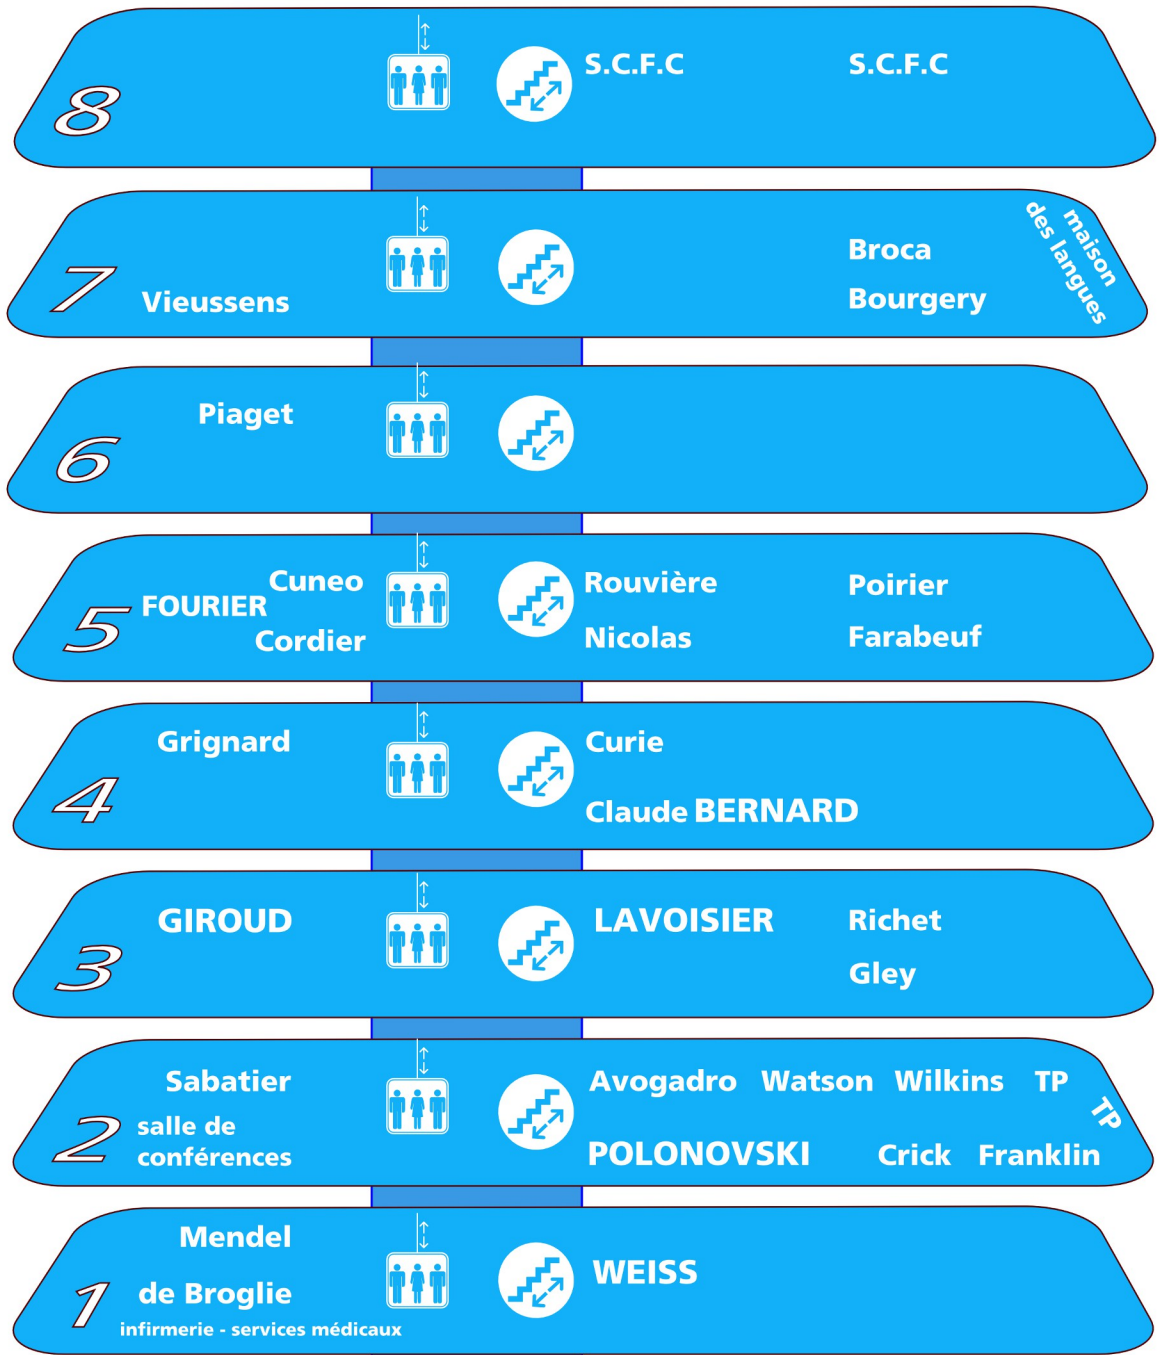 8
S.C.F.C
S.C.F.C
7
Vieussens
Broca
Bourgery
maison
des langues
6
Piaget
5
FOURIER
Cuneo
Cordier
Rouvière
Nicolas
Poirier
Farabeuf
4
Grignard
Curie
Claude BERNARD
3
GIROUD
LAVOISIER
Richet
Gley
2
Sabatier
salle de
conférences
Avogadro Watson Wilkins TP
TP
POLONOVSKI Crick Franklin
1
Mendel
de Broglie
infirmerie - services médicaux
WEISS